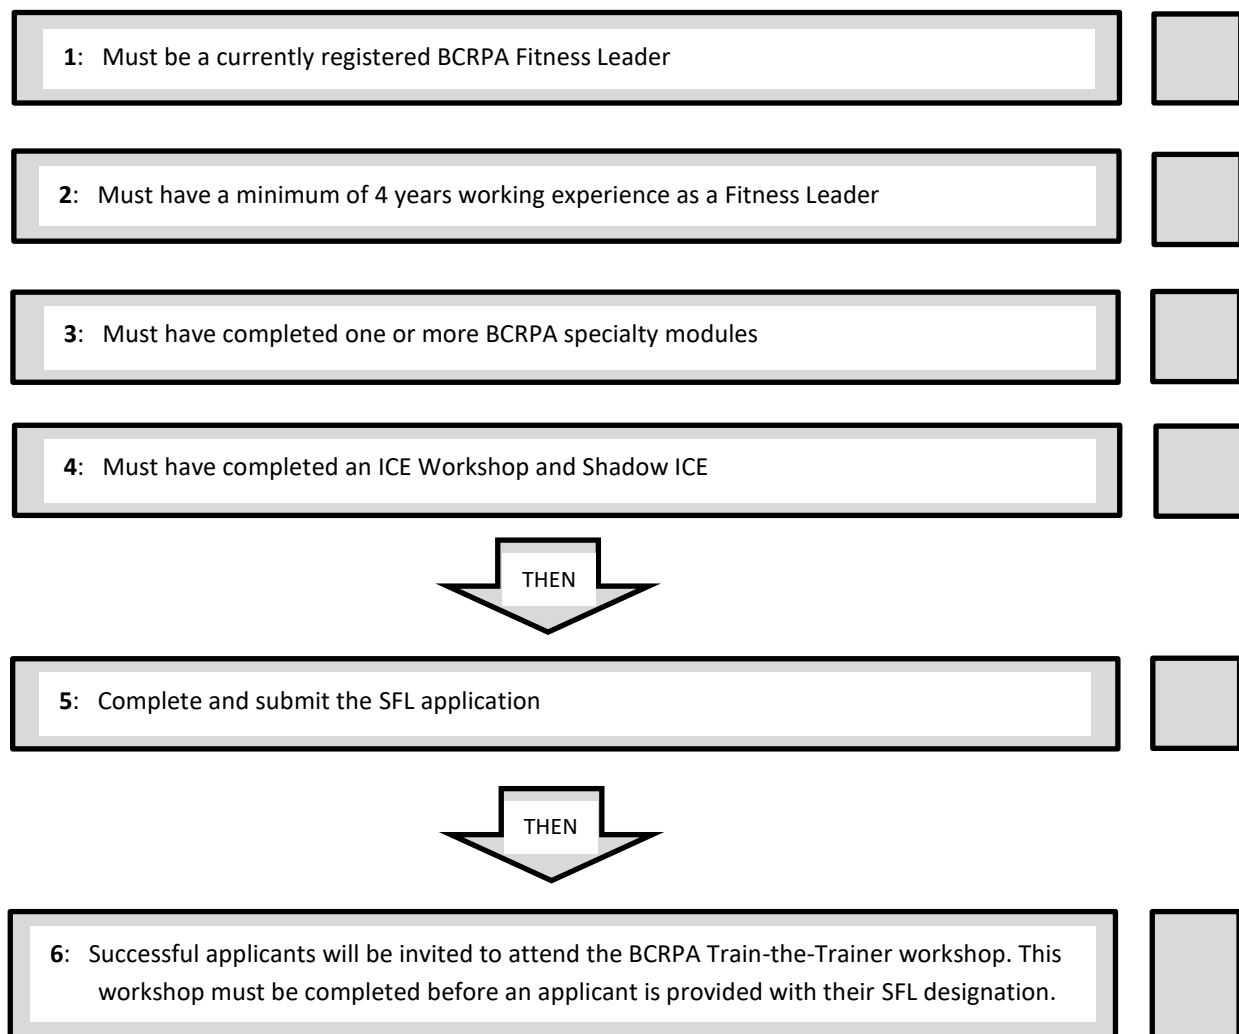 1: Must be a currently registered BCRPA Fitness Leader
2: Must have a minimum of 4 years working experience as a Fitness Leader
3: Must have completed one or more BCRPA specialty modules
4: Must have completed an ICE Workshop and Shadow ICE
THEN
5: Complete and submit the SFL application
THEN
6: Successful applicants will be invited to attend the BCRPA Train-the-Trainer workshop. This
workshop must be completed before an applicant is provided with their SFL designation.